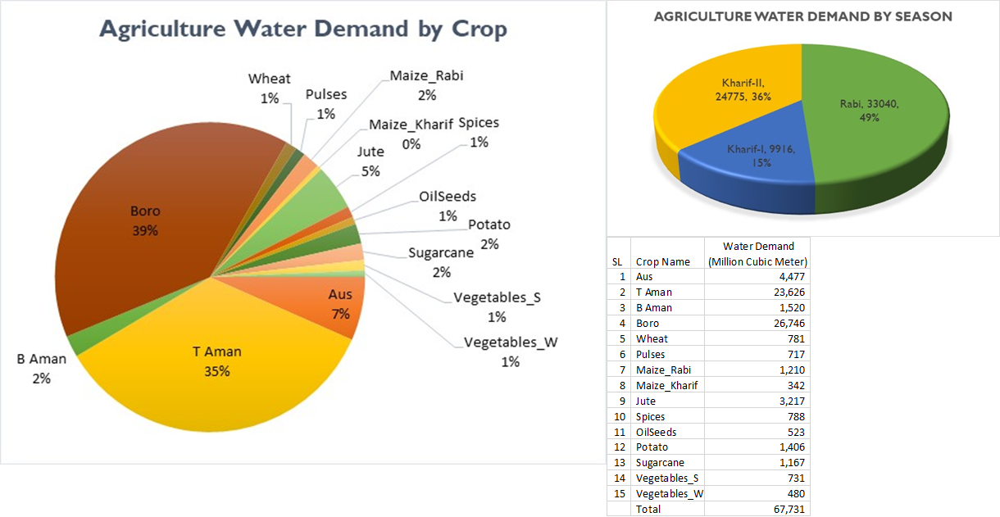 Agriculture Water Demand by Crop
Wheat
1%
Pulses
1%
Maize_Rabi
2%
Maize_Kharif
0%
Spices
1%
Jute
5%
OilSeeds
1%
Potato
2%
Sugarcane
2%
Vegetables_S
1%
Vegetables_W
1%
Aus
7%
T Aman
35%
B Aman
2%
Boro
39%
AGRICULTURE WATER DEMAND BY SEASON
Kharif-II,
24775, 36%
Rabi, 33040,
49%
Kharif-I, 9916,
15%
Water Demand
SL Crop Name (Million Cubic Meter)
1 Aus 4,477
2 T Aman 23,626
3 B Aman 1,520
4 Boro 26,746
5 Wheat 781
6 Pulses 717
7 Maize_Rabi 1,210
8 Maize_Kharif 342
9 Jute 3,217
10 Spices 788
11 OilSeeds 523
12 Potato 1,406
13 Sugarcane 1,167
14 Vegetables_S 731
15 Vegetables_W 480
Total 67,731